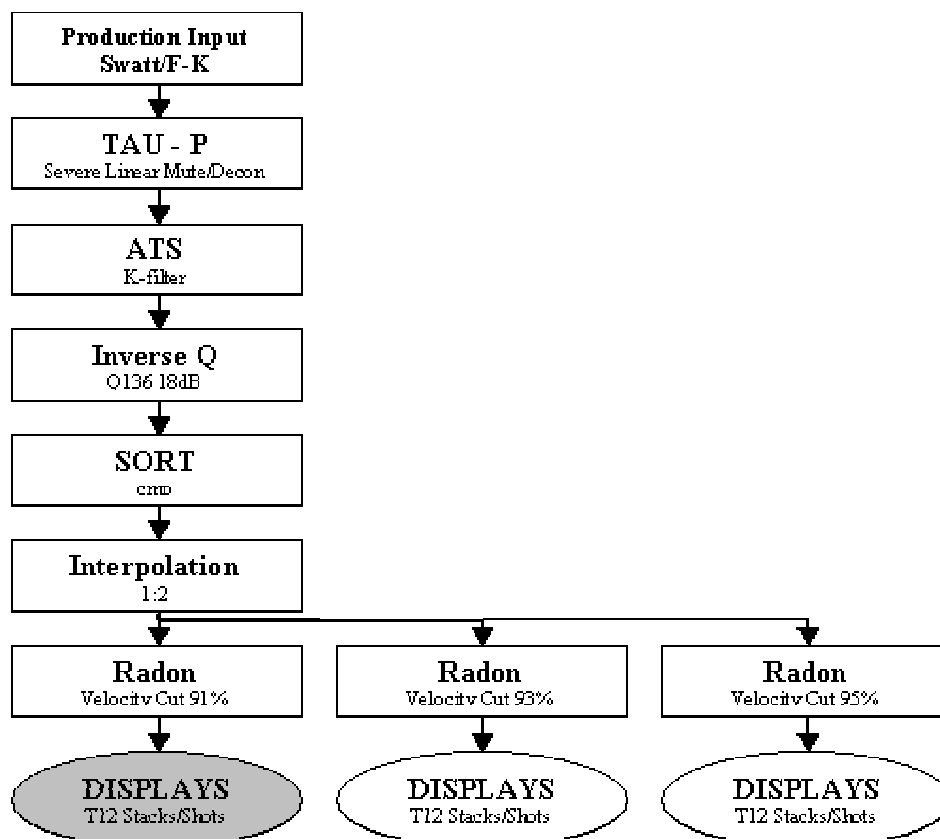 Production Input
Swatt/F-K
TAU - P
Severe Linear Mute/Decon
ATS
K-filter
Inverse Q
Q136 18dB
SORT
cmp
Interpolation
1:2
Radon
Velocity Cut 91%
Radon
Velocity Cut 93%
Radon
Velocity Cut 95%
DISPLAYS
T12 Stacks/Shots
DISPLAYS
T12 Stacks/Shots
DISPLAYS
T12 Stacks/Shots